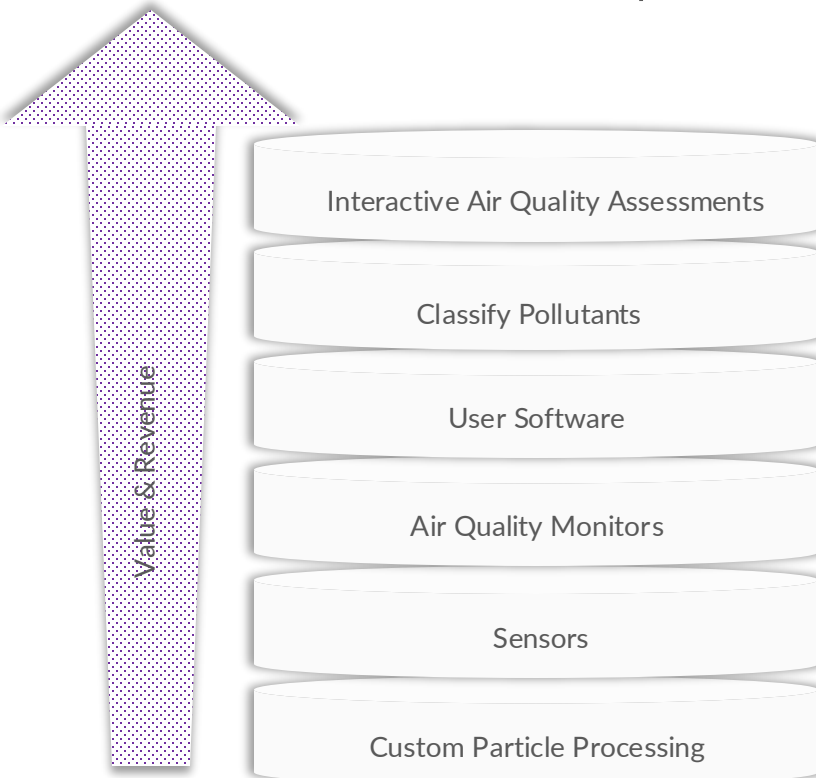 Interactive Air Quality Assessments
Classify Pollutants
User Software
Air Quality Monitors
Sensors
Custom Particle Processing
Value & Revenue